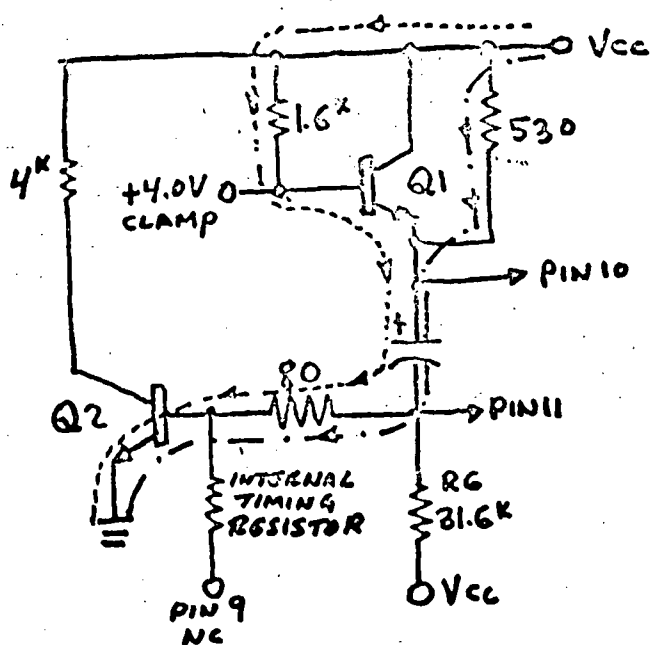 VCC
1.6K
530
4K
+4.0V
CLAMP
Q1
PIN 10
+
80
Q2
PIN 11
INTERNAL
TIMING
RESISTOR
R6
31.6K
PIN 9
NC
VCC